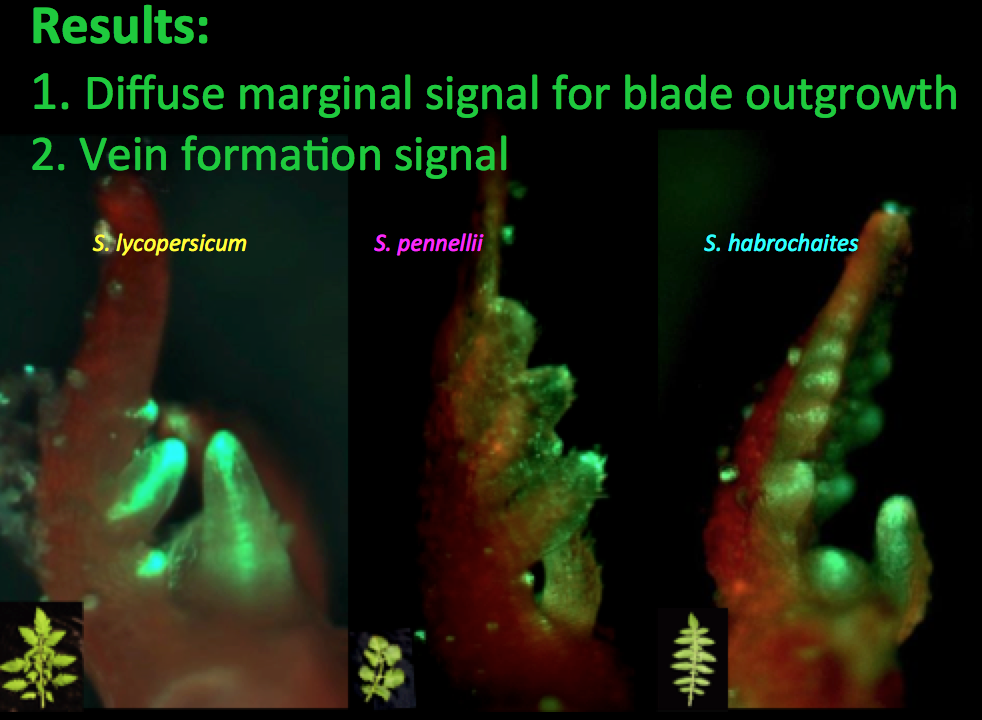 Results:
1. Diffuse marginal signal for blade outgrowth
2. Vein formation signal
S. lycopersicum
S. pennellii
S. habrochaites